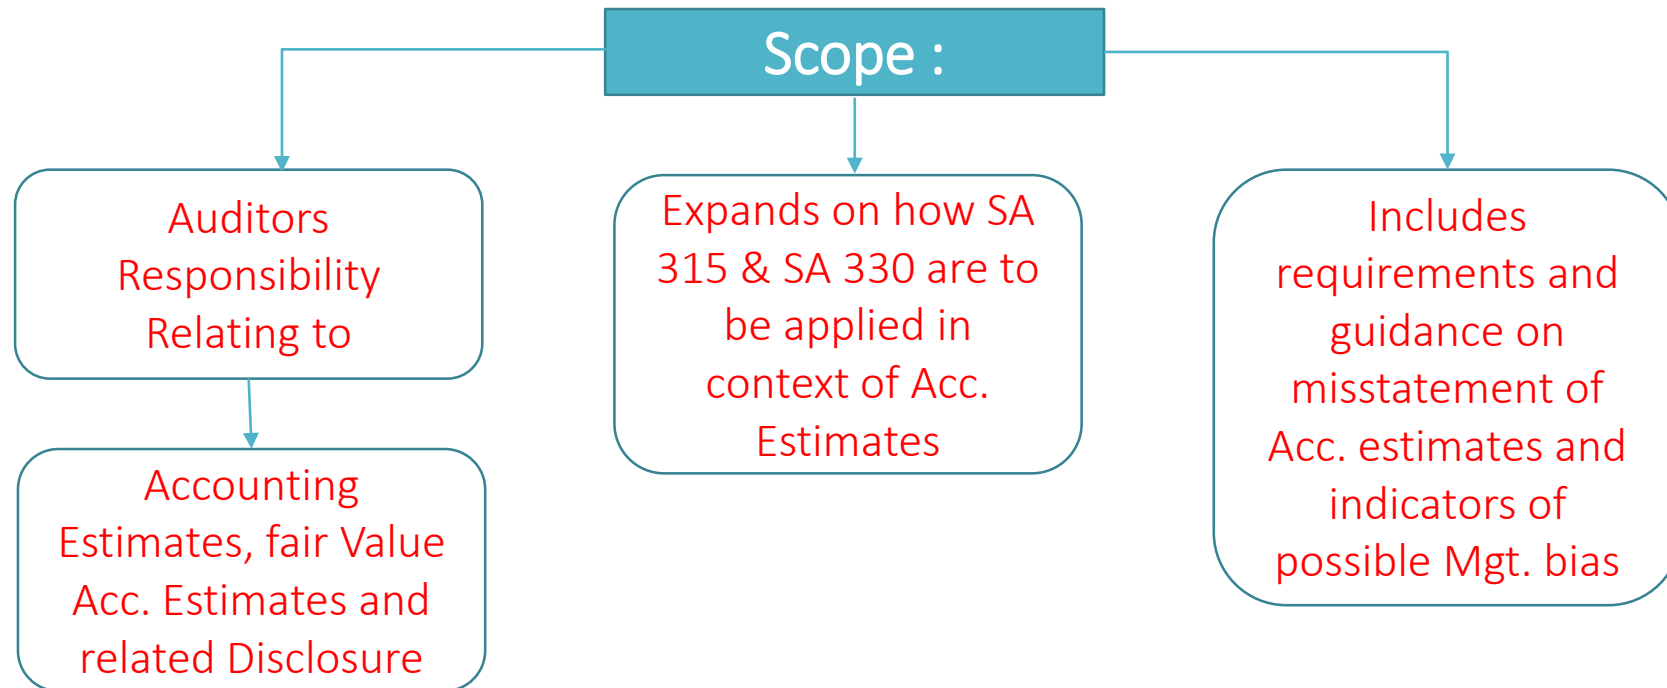 Scope :
Auditors
Responsibility
Relating to
Accounting
Estimates, fair Value
Acc. Estimates and
related Disclosure
Expands on how SA
315 & SA 330 are to
be applied in
context of Acc.
Estimates
Includes
requirements and
guidance on
misstatement of
Acc. estimates and
indicators of
possible Mgt. bias